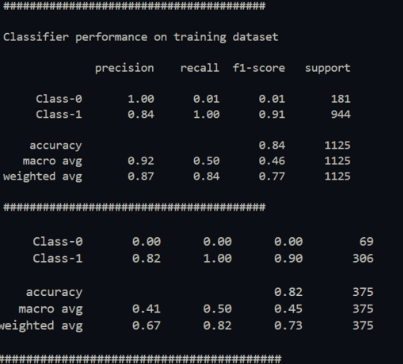 ########################################
Classifier performance on training dataset
precision recall f1-score support
Class-0 1.00 0.01 0.01 181
Class-1 0.84 1.00 0.91 944
accuracy 0.84 1125
macro avg 0.92 0.50 0.46 1125
weighted avg 0.87 0.84 0.77 1125
########################################
Class-0 0.00 0.00 0.00 69
Class-1 0.82 1.00 0.90 306
accuracy 0.82 375
macro avg 0.41 0.50 0.45 375
weighted avg 0.67 0.82 0.73 375
###########################################